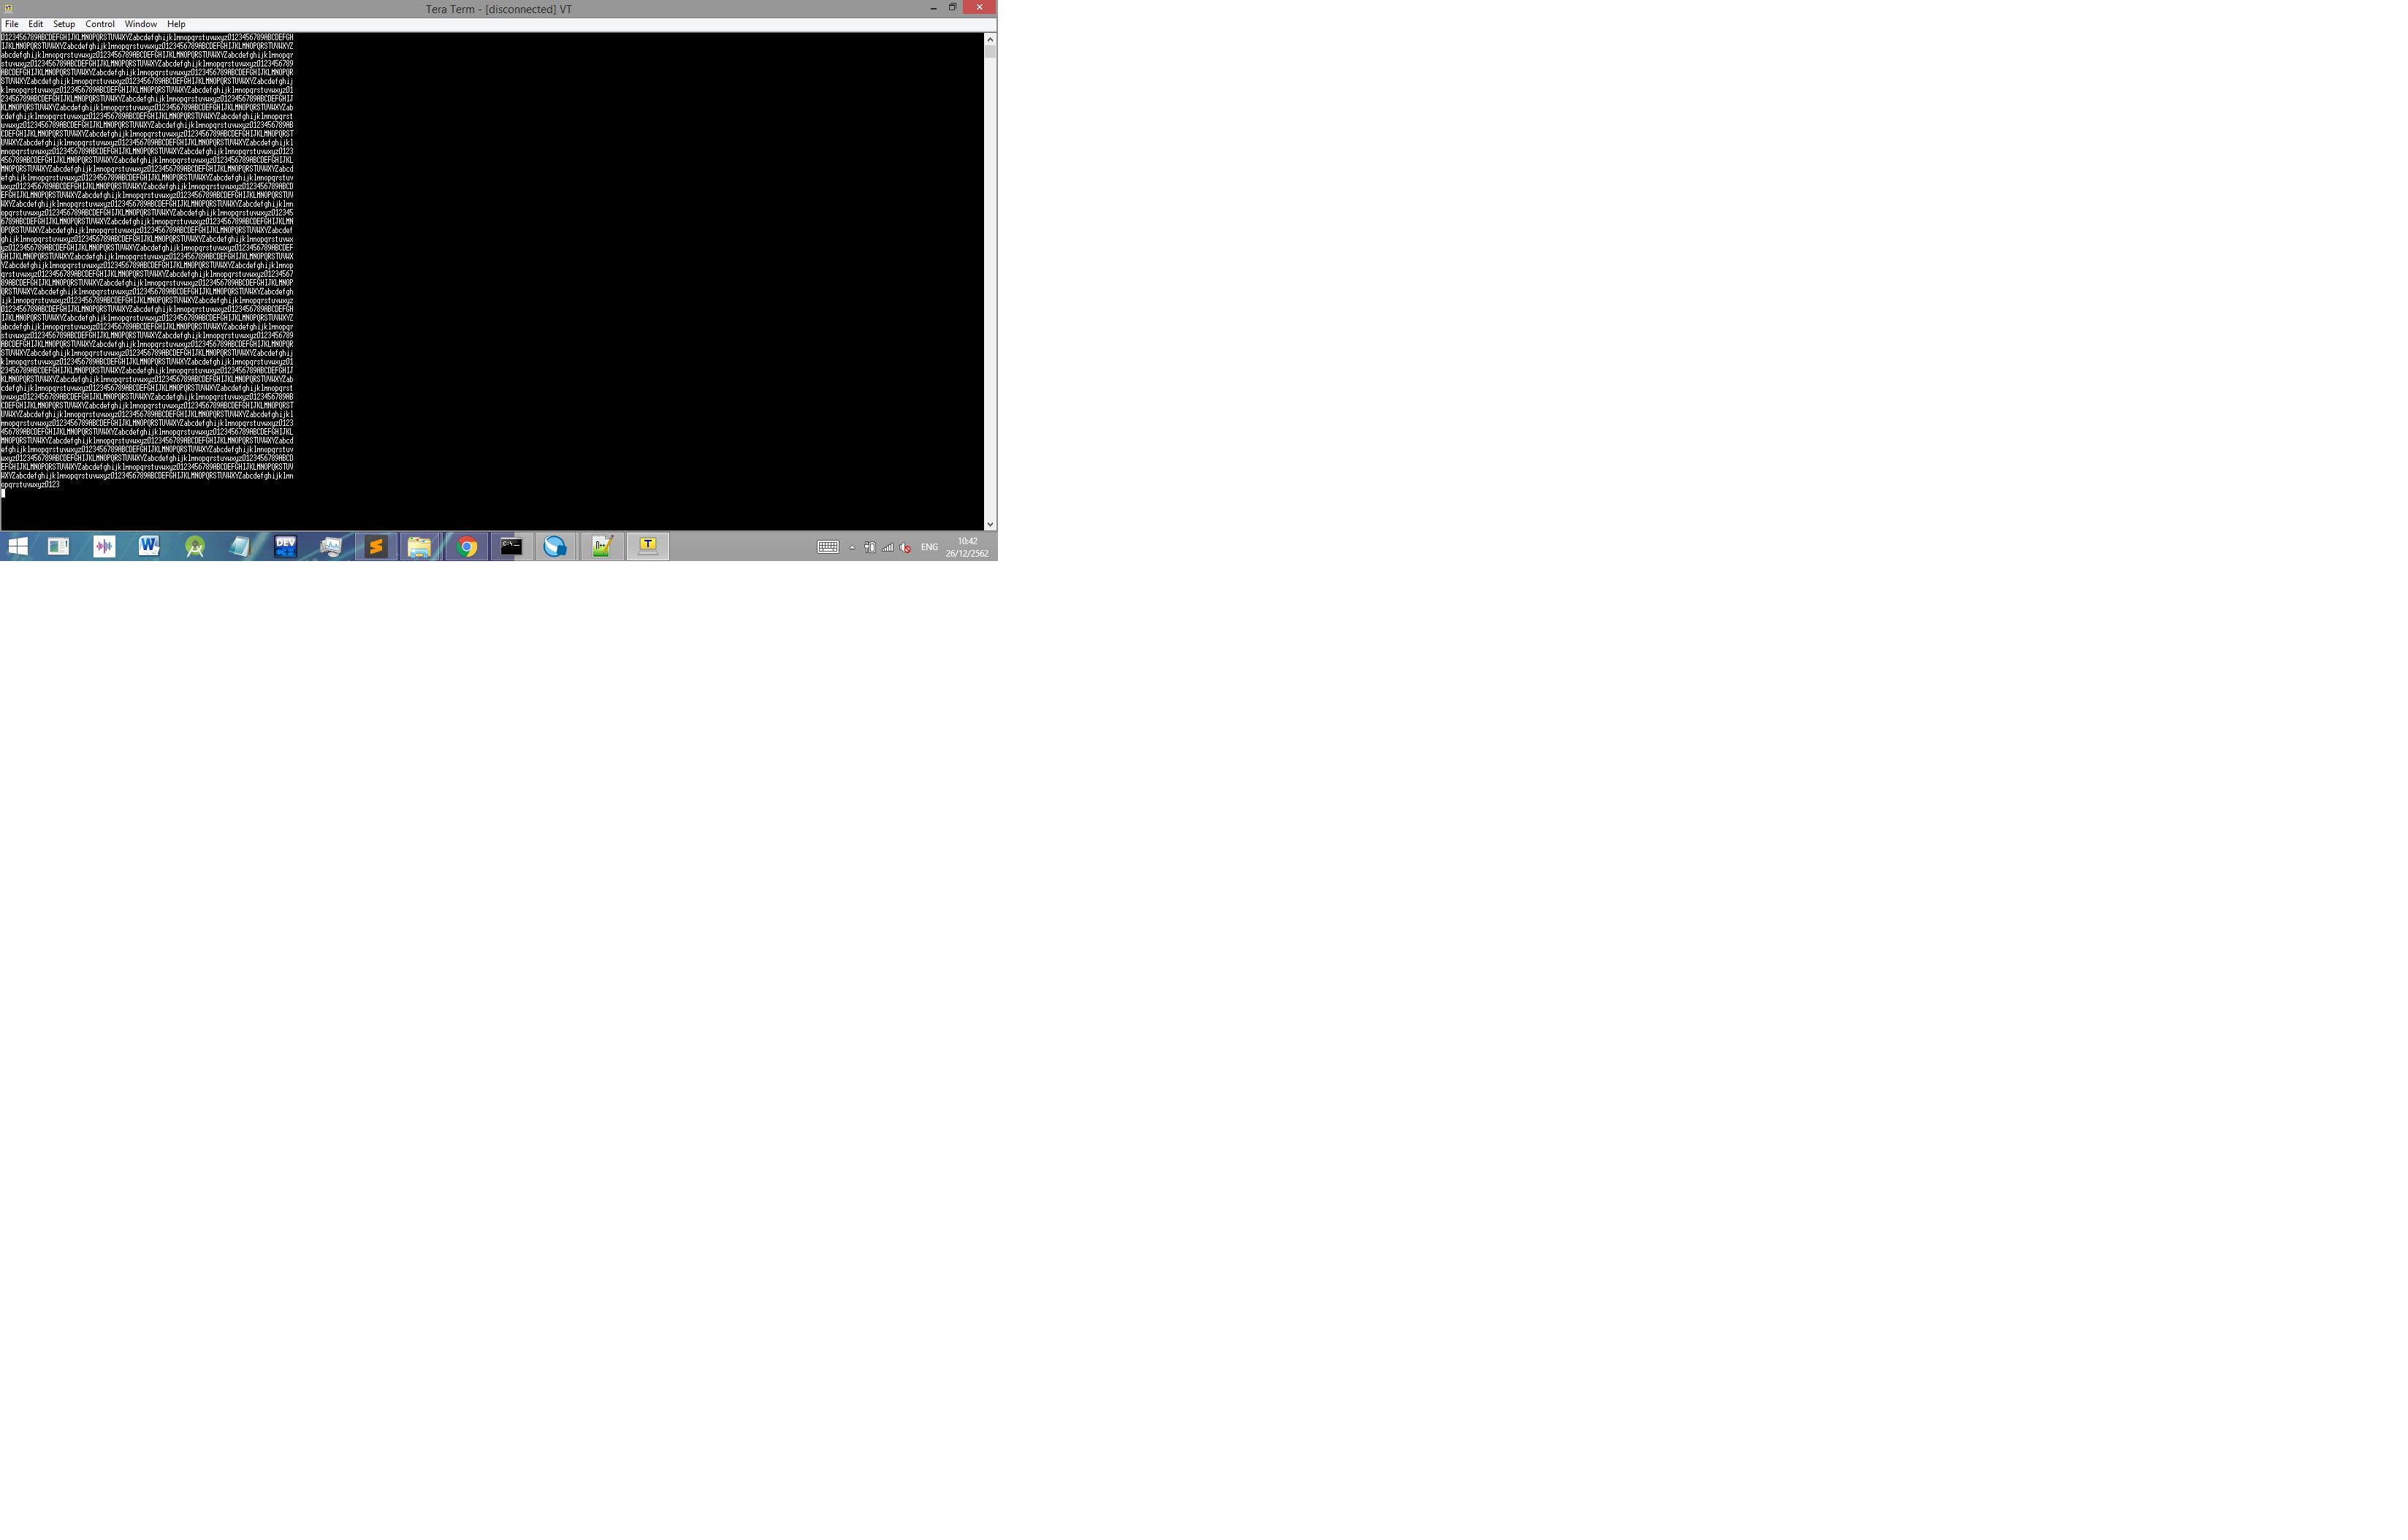 Tera Term - [disconnected] VT
File Edit Setup Control Window Help
0123456789ABCDEFGHIJKLMNOPQRSTUVWXYZabcdefghijklmnopqrstuvwxyz0123456789ABCDEFGH
IJKLMNOPQRSTUVWXYZabcdefghijklmnopqrstuvwxyz0123456789ABCDEFGHIJKLMNOPQRSTUVWXYZ
abcdefghijklmnopqrstuvwxyz0123456789ABCDEFGHIJKLMNOPQRSTUVWXYZabcdefghijklmnopqr
stuvwxyz0123456789ABCDEFGHIJKLMNOPQRSTUVWXYZabcdefghijklmnopqrstuvwxyz0123456789
ABCDEFGHIJKLMNOPQRSTUVWXYZabcdefghijklmnopqrstuvwxyz0123456789ABCDEFGHIJKLMNOPQR
STUVWXYZabcdefghijklmnopqrstuvwxyz0123456789ABCDEFGHIJKLMNOPQRSTUVWXYZabcdefghij
klmnopqrstuvwxyz0123456789ABCDEFGHIJKLMNOPQRSTUVWXYZabcdefghijklmnopqrstuvwxyz01
23456789ABCDEFGHIJKLMNOPQRSTUVWXYZabcdefghijklmnopqrstuvwxyz0123456789ABCDEFGHIJ
KLMNOPQRSTUVWXYZabcdefghijklmnopqrstuvwxyz0123456789ABCDEFGHIJKLMNOPQRSTUVWXYZab
cdefghijklmnopqrstuvwxyz0123456789ABCDEFGHIJKLMNOPQRSTUVWXYZabcdefghijklmnopqrst
uvwxyz0123456789ABCDEFGHIJKLMNOPQRSTUVWXYZabcdefghijklmnopqrstuvwxyz0123456789AB
CDEFGHIJKLMNOPQRSTUVWXYZabcdefghijklmnopqrstuvwxyz0123456789ABCDEFGHIJKLMNOPQRST
UVWXYZabcdefghijklmnopqrstuvwxyz0123456789ABCDEFGHIJKLMNOPQRSTUVWXYZabcdefghijkl
mnopqrstuvwxyz0123456789ABCDEFGHIJKLMNOPQRSTUVWXYZabcdefghijklmnopqrstuvwxyz0123
456789ABCDEFGHIJKLMNOPQRSTUVWXYZabcdefghijklmnopqrstuvwxyz0123456789ABCDEFGHIJKL
MNOPQRSTUVWXYZabcdefghijklmnopqrstuvwxyz0123456789ABCDEFGHIJKLMNOPQRSTUVWXYZabcd
efghijklmnopqrstuvwxyz0123456789ABCDEFGHIJKLMNOPQRSTUVWXYZabcdefghijklmnopqrstuv
wxyz0123456789ABCDEFGHIJKLMNOPQRSTUVWXYZabcdefghijklmnopqrstuvwxyz0123456789ABCD
EFGHIJKLMNOPQRSTUVWXYZabcdefghijklmnopqrstuvwxyz0123456789ABCDEFGHIJKLMNOPQRSTUV
WXYZabcdefghijklmnopqrstuvwxyz0123456789ABCDEFGHIJKLMNOPQRSTUVWXYZabcdefghijklmn
opqrstuvwxyz0123456789ABCDEFGHIJKLMNOPQRSTUVWXYZabcdefghijklmnopqrstuvwxyz012345
6789ABCDEFGHIJKLMNOPQRSTUVWXYZabcdefghijklmnopqrstuvwxyz0123456789ABCDEFGHIJKLMN
OPQRSTUVWXYZabcdefghijklmnopqrstuvwxyz0123456789ABCDEFGHIJKLMNOPQRSTUVWXYZabcdef
ghijklmnopqrstuvwxyz0123456789ABCDEFGHIJKLMNOPQRSTUVWXYZabcdefghijklmnopqrstuvwx
yz0123456789ABCDEFGHIJKLMNOPQRSTUVWXYZabcdefghijklmnopqrstuvwxyz0123456789ABCDEF
GHIJKLMNOPQRSTUVWXYZabcdefghijklmnopqrstuvwxyz0123456789ABCDEFGHIJKLMNOPQRSTUVWX
YZabcdefghijklmnopqrstuvwxyz0123456789ABCDEFGHIJKLMNOPQRSTUVWXYZabcdefghijklmnop
qrstuvwxyz0123456789ABCDEFGHIJKLMNOPQRSTUVWXYZabcdefghijklmnopqrstuvwxyz01234567
89ABCDEFGHIJKLMNOPQRSTUVWXYZabcdefghijklmnopqrstuvwxyz0123456789ABCDEFGHIJKLMNOP
QRSTUVWXYZabcdefghijklmnopqrstuvwxyz0123456789ABCDEFGHIJKLMNOPQRSTUVWXYZabcdefgh
ijklmnopqrstuvwxyz0123456789ABCDEFGHIJKLMNOPQRSTUVWXYZabcdefghijklmnopqrstuvwxyz
0123456789ABCDEFGHIJKLMNOPQRSTUVWXYZabcdefghijklmnopqrstuvwxyz0123456789ABCDEFGH
IJKLMNOPQRSTUVWXYZabcdefghijklmnopqrstuvwxyz0123456789ABCDEFGHIJKLMNOPQRSTUVWXYZ
abcdefghijklmnopqrstuvwxyz0123456789ABCDEFGHIJKLMNOPQRSTUVWXYZabcdefghijklmnopqr
stuvwxyz0123456789ABCDEFGHIJKLMNOPQRSTUVWXYZabcdefghijklmnopqrstuvwxyz0123456789
ABCDEFGHIJKLMNOPQRSTUVWXYZabcdefghijklmnopqrstuvwxyz0123456789ABCDEFGHIJKLMNOPQR
STUVWXYZabcdefghijklmnopqrstuvwxyz0123456789ABCDEFGHIJKLMNOPQRSTUVWXYZabcdefghij
klmnopqrstuvwxyz0123456789ABCDEFGHIJKLMNOPQRSTUVWXYZabcdefghijklmnopqrstuvwxyz01
23456789ABCDEFGHIJKLMNOPQRSTUVWXYZabcdefghijklmnopqrstuvwxyz0123456789ABCDEFGHIJ
KLMNOPQRSTUVWXYZabcdefghijklmnopqrstuvwxyz0123456789ABCDEFGHIJKLMNOPQRSTUVWXYZab
cdefghijklmnopqrstuvwxyz0123456789ABCDEFGHIJKLMNOPQRSTUVWXYZabcdefghijklmnopqrst
uvwxyz0123456789ABCDEFGHIJKLMNOPQRSTUVWXYZabcdefghijklmnopqrstuvwxyz0123456789AB
CDEFGHIJKLMNOPQRSTUVWXYZabcdefghijklmnopqrstuvwxyz0123456789ABCDEFGHIJKLMNOPQRST
UVWXYZabcdefghijklmnopqrstuvwxyz0123456789ABCDEFGHIJKLMNOPQRSTUVWXYZabcdefghijkl
mnopqrstuvwxyz0123456789ABCDEFGHIJKLMNOPQRSTUVWXYZabcdefghijklmnopqrstuvwxyz0123
456789ABCDEFGHIJKLMNOPQRSTUVWXYZabcdefghijklmnopqrstuvwxyz0123456789ABCDEFGHIJKL
MNOPQRSTUVWXYZabcdefghijklmnopqrstuvwxyz0123456789ABCDEFGHIJKLMNOPQRSTUVWXYZabcd
efghijklmnopqrstuvwxyz0123456789ABCDEFGHIJKLMNOPQRSTUVWXYZabcdefghijklmnopqrstuv
wxyz0123456789ABCDEFGHIJKLMNOPQRSTUVWXYZabcdefghijklmnopqrstuvwxyz0123456789ABCD
EFGHIJKLMNOPQRSTUVWXYZabcdefghijklmnopqrstuvwxyz0123456789ABCDEFGHIJKLMNOPQRSTUV
WXYZabcdefghijklmnopqrstuvwxyz0123456789ABCDEFGHIJKLMNOPQRSTUVWXYZabcdefghijklmn
opqrstuvwxyz0123
DEV
ENG
10:42
26/12/2562